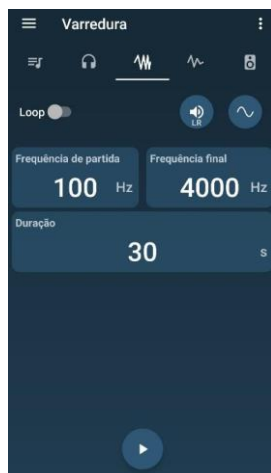 Varredura
Loop
LR
Frequência de partida
Frequência final
100 Hz
4000 Hz
Duração
30 s